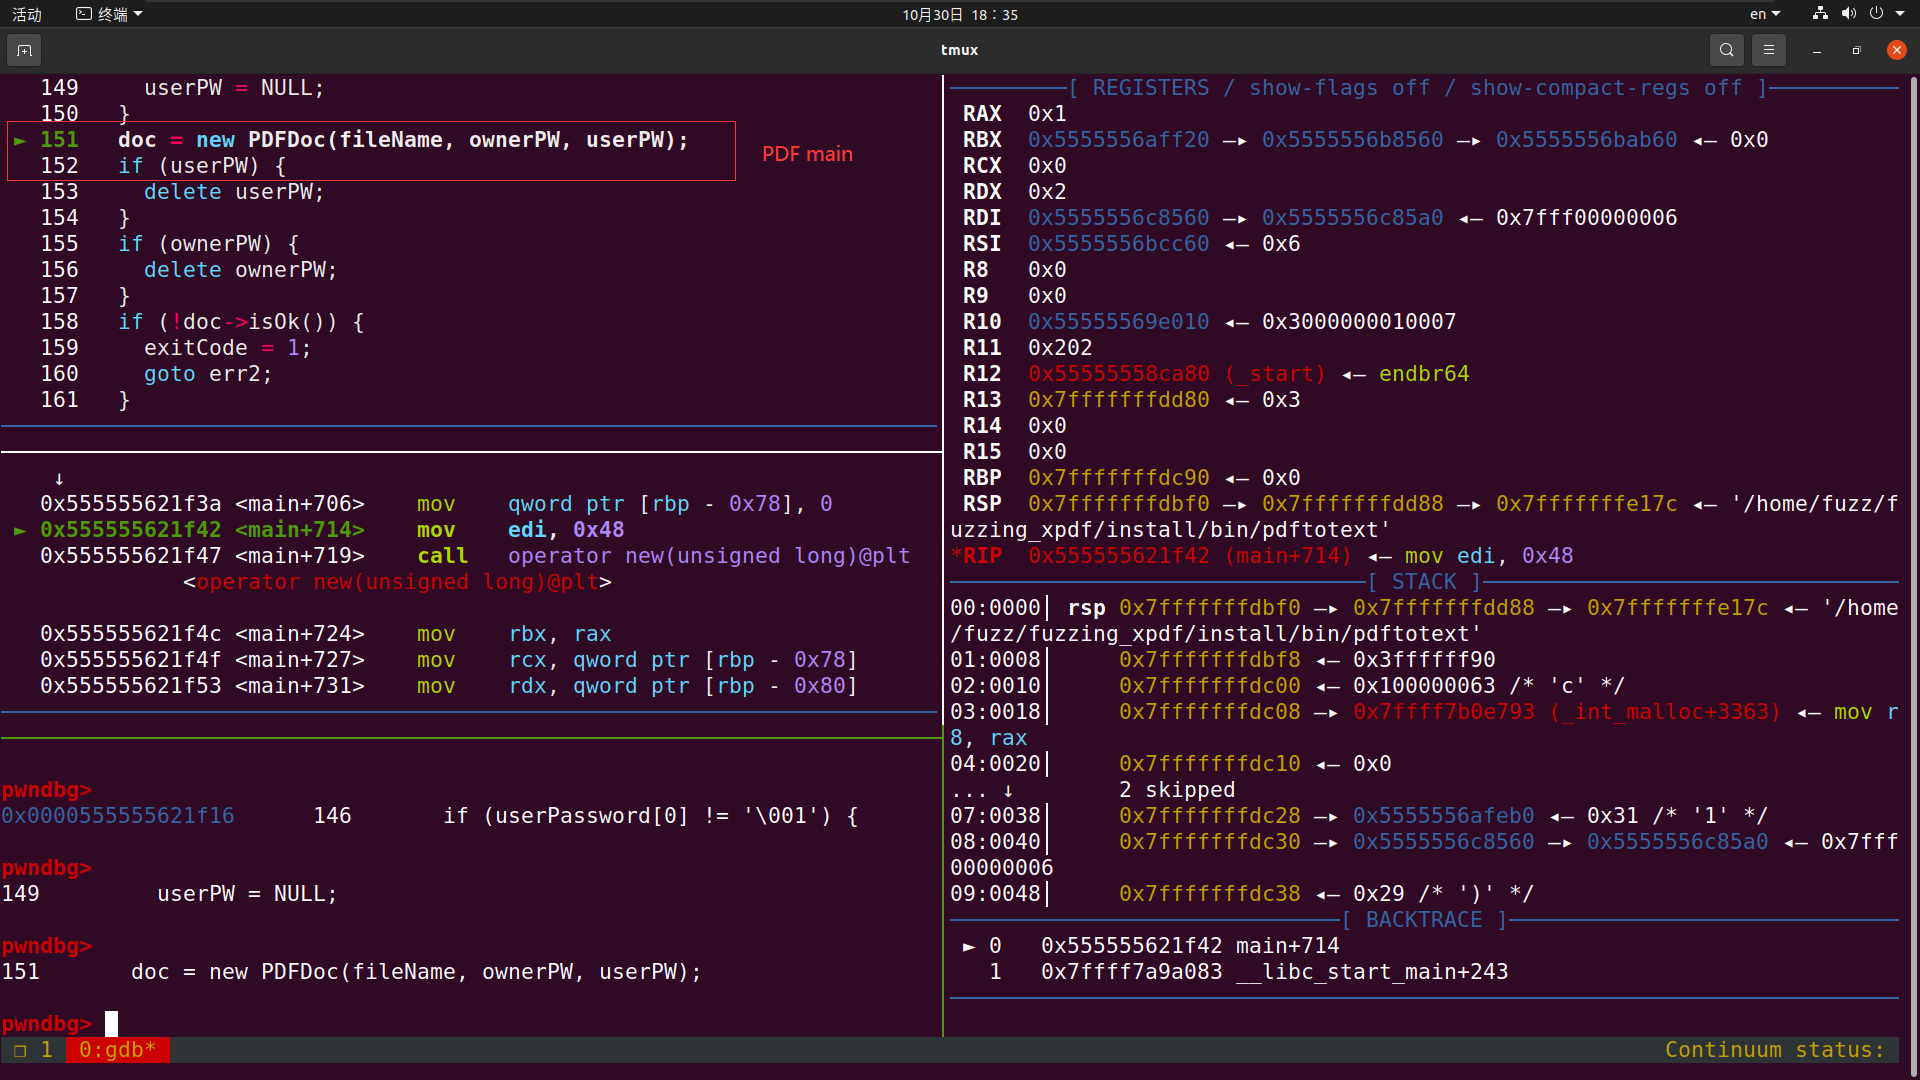 活动 终端 10月30日 18：35 en
tmux
149 userPW = NULL;
150 }
► 151 doc = new PDFDoc(fileName, ownerPW, userPW);
152 if (userPW) {
PDF main
153 delete userPW;
154 }
155 if (ownerPW) {
156 delete ownerPW;
157 }
158 if (!doc->isOk()) {
159 exitCode = 1;
160 goto err2;
161 }
↓
0x555555621f3a <main+706> mov qword ptr [rbp - 0x78], 0
► 0x555555621f42 <main+714> mov edi, 0x48
0x555555621f47 <main+719> call operator new(unsigned long)@plt
<operator new(unsigned long)@plt>
0x555555621f4c <main+724> mov rbx, rax
0x555555621f4f <main+727> mov rcx, qword ptr [rbp - 0x78]
0x555555621f53 <main+731> mov rdx, qword ptr [rbp - 0x80]
pwndbg>
0x0000555555621f16 146 if (userPassword[0] != '\001') {
pwndbg>
149 userPW = NULL;
pwndbg>
151 doc = new PDFDoc(fileName, ownerPW, userPW);
pwndbg>
[ REGISTERS / show-flags off / show-compact-regs off ]
RAX 0x1
RBX 0x5555556aff20 —▸ 0x5555556b8560 —▸ 0x5555556bab60 ◂— 0x0
RCX 0x0
RDX 0x2
RDI 0x5555556c8560 —▸ 0x5555556c85a0 ◂— 0x7fff00000006
RSI 0x5555556bcc60 ◂— 0x6
R8 0x0
R9 0x0
R10 0x55555569e010 ◂— 0x3000000010007
R11 0x202
R12 0x55555558ca80 (_start) ◂— endbr64
R13 0x7fffffffdd80 ◂— 0x3
R14 0x0
R15 0x0
RBP 0x7fffffffdc90 ◂— 0x0
RSP 0x7fffffffdbf0 —▸ 0x7fffffffdd88 —▸ 0x7fffffffe17c ◂— '/home/fuzz/f
uzzing_xpdf/install/bin/pdftotext'
*RIP 0x555555621f42 (main+714) ◂— mov edi, 0x48
[ STACK ]
00:0000│ rsp 0x7fffffffdbf0 —▸ 0x7fffffffdd88 —▸ 0x7fffffffe17c ◂— '/home
/fuzz/fuzzing_xpdf/install/bin/pdftotext'
01:0008│ 0x7fffffffdbf8 ◂— 0x3ffffff90
02:0010│ 0x7fffffffdc00 ◂— 0x100000063 /* 'c' */
03:0018│ 0x7fffffffdc08 —▸ 0x7ffff7b0e793 (_int_malloc+3363) ◂— mov r
8, rax
04:0020│ 0x7fffffffdc10 ◂— 0x0
... ↓ 2 skipped
07:0038│ 0x7fffffffdc28 —▸ 0x5555556afeb0 ◂— 0x31 /* '1' */
08:0040│ 0x7fffffffdc30 —▸ 0x5555556c8560 —▸ 0x5555556c85a0 ◂— 0x7fff
00000006
09:0048│ 0x7fffffffdc38 ◂— 0x29 /* ')' */
[ BACKTRACE ]
► 0 0x555555621f42 main+714
1 0x7ffff7a9a083 __libc_start_main+243
❐ 1 0:gdb* Continuum status: